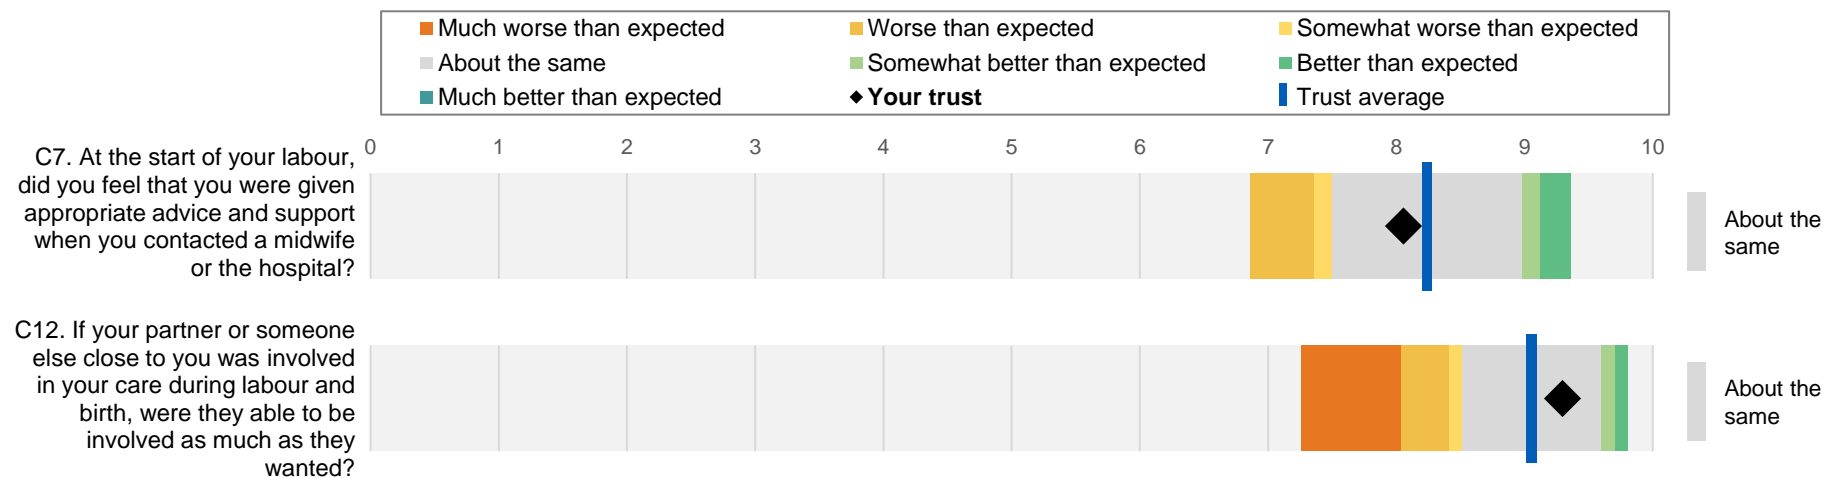 Much worse than expected
Worse than expected
Somewhat worse than expected
About the same
Somewhat better than expected
Better than expected
Much better than expected
Your trust
Trust average
0 1 2 3 4 5 6 7 8 9 10
C7. At the start of your labour,
did you feel that you were given
appropriate advice and support
when you contacted a midwife
or the hospital?
About the
same
C12. If your partner or someone
else close to you was involved
in your care during labour and
birth, were they able to be
involved as much as they
wanted?
About the
same